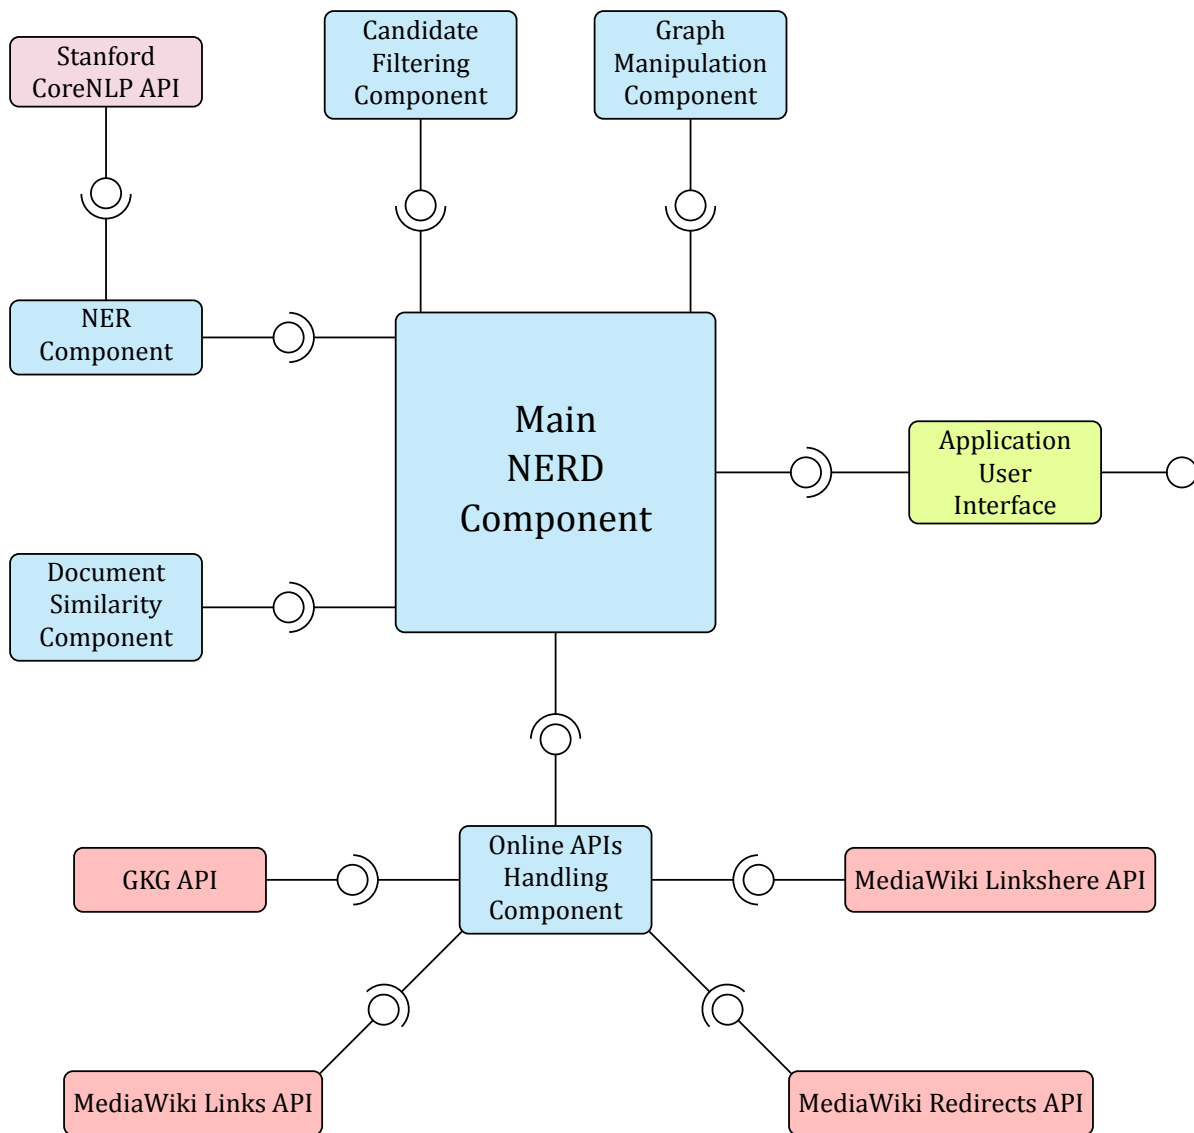 Stanford
CoreNLP API
Candidate
Filtering
Component
Graph
Manipulation
Component
NER
Component
Main
NERD
Component
Application
User
Interface
Document
Similarity
Component
Online APIs
Handling
Component
GKG API
MediaWiki Linkshere API
MediaWiki Links API
MediaWiki Redirects API